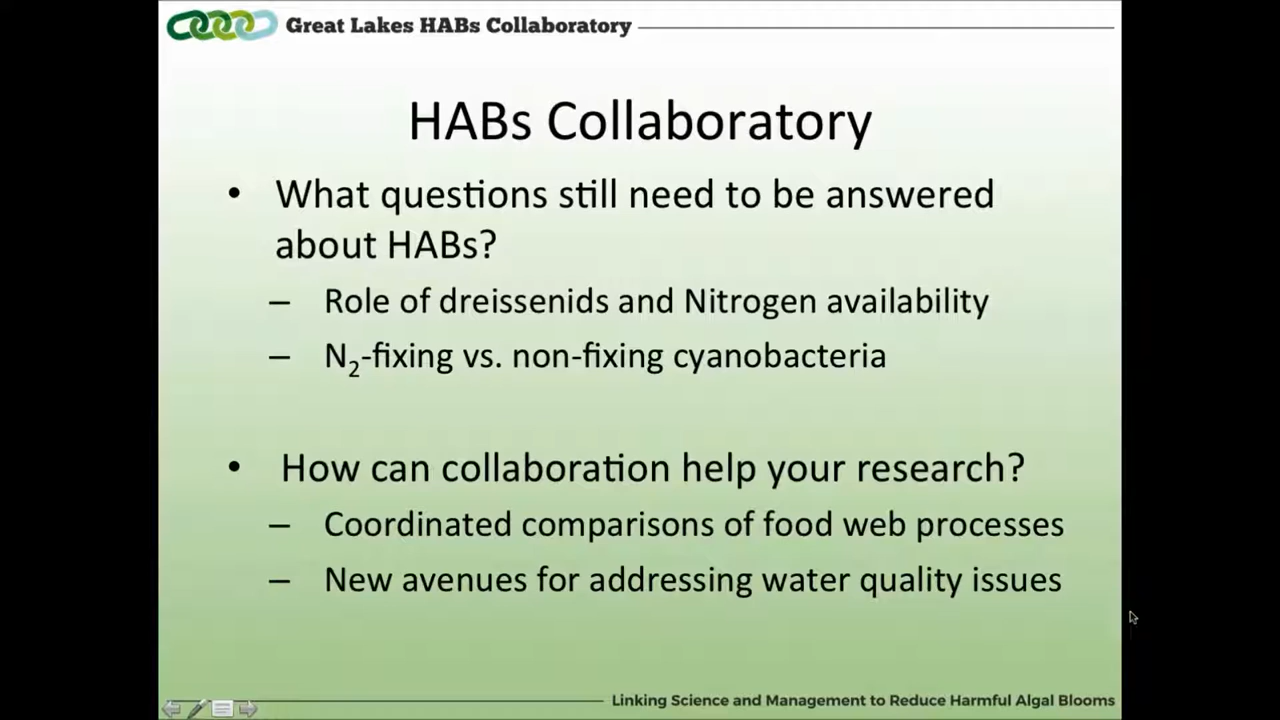 Great Lakes HABs Collaboratory
HABs Collaboratory
• What questions still need to be answered
about HABs?
– Role of dreissenids and Nitrogen availability
– N₂-fixing vs. non-fixing cyanobacteria
• How can collaboration help your research?
– Coordinated comparisons of food web processes
– New avenues for addressing water quality issues
Linking Science and Management to Reduce Harmful Algal Blooms